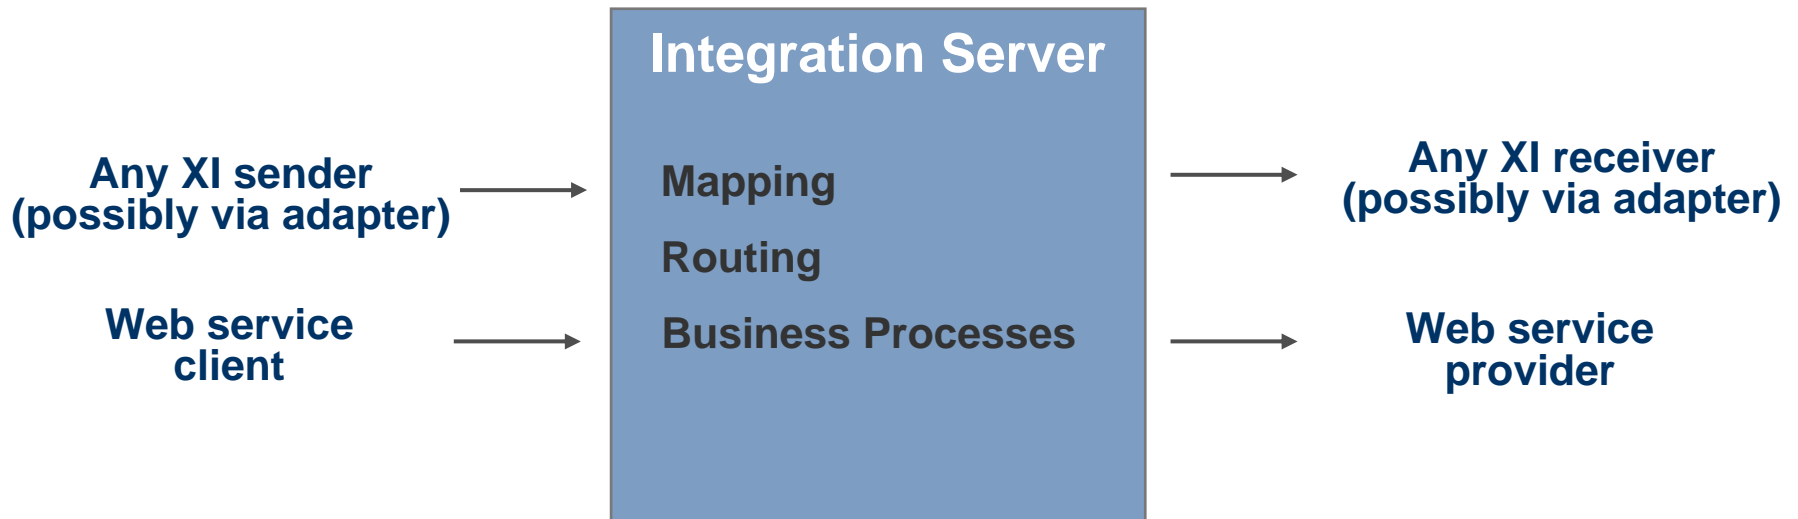 Integration Server
Any XI sender
(possibly via adapter)
Web service
client
Mapping
Routing
Business Processes
Any XI receiver
(possibly via adapter)
Web service
provider